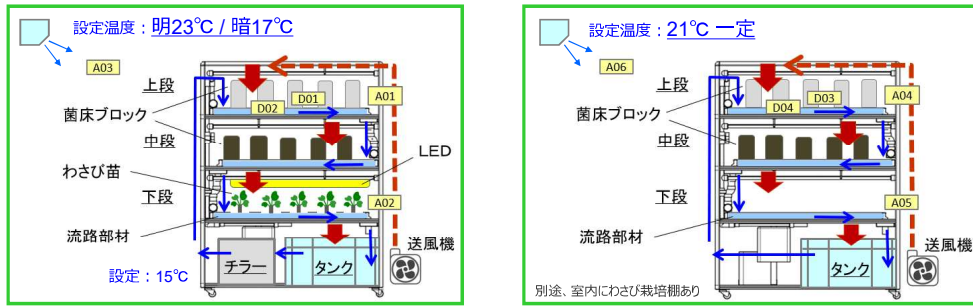 設定温度：明23℃ / 暗17℃
A03
上段
菌床ブロック
D02
D01
A01
中段
LED
わさび苗
下段
A02
流路部材
送風機
チラー
タンク
設定：15℃
設定温度：21℃ 一定
A06
上段
菌床ブロック
D04
D03
A04
中段
下段
A05
流路部材
送風機
タンク
別途、室内にわさび栽培棚あり